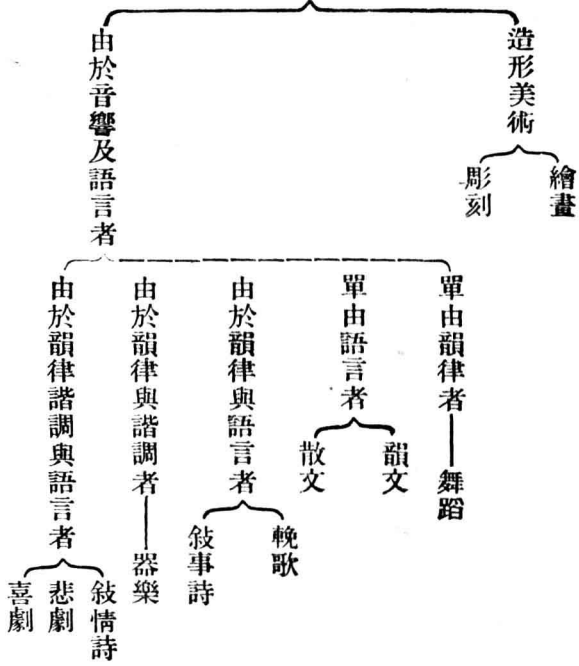 造形美術
繪畫
彫刻
由於音響及語言者
單由韻律者
舞蹈
單由語言者
韻文
散文
由於韻律與語言者
輓歌
敍事詩
由於韻律與諧調者
器樂
由於韻律諧調與語言者
敍情詩
悲劇
喜劇